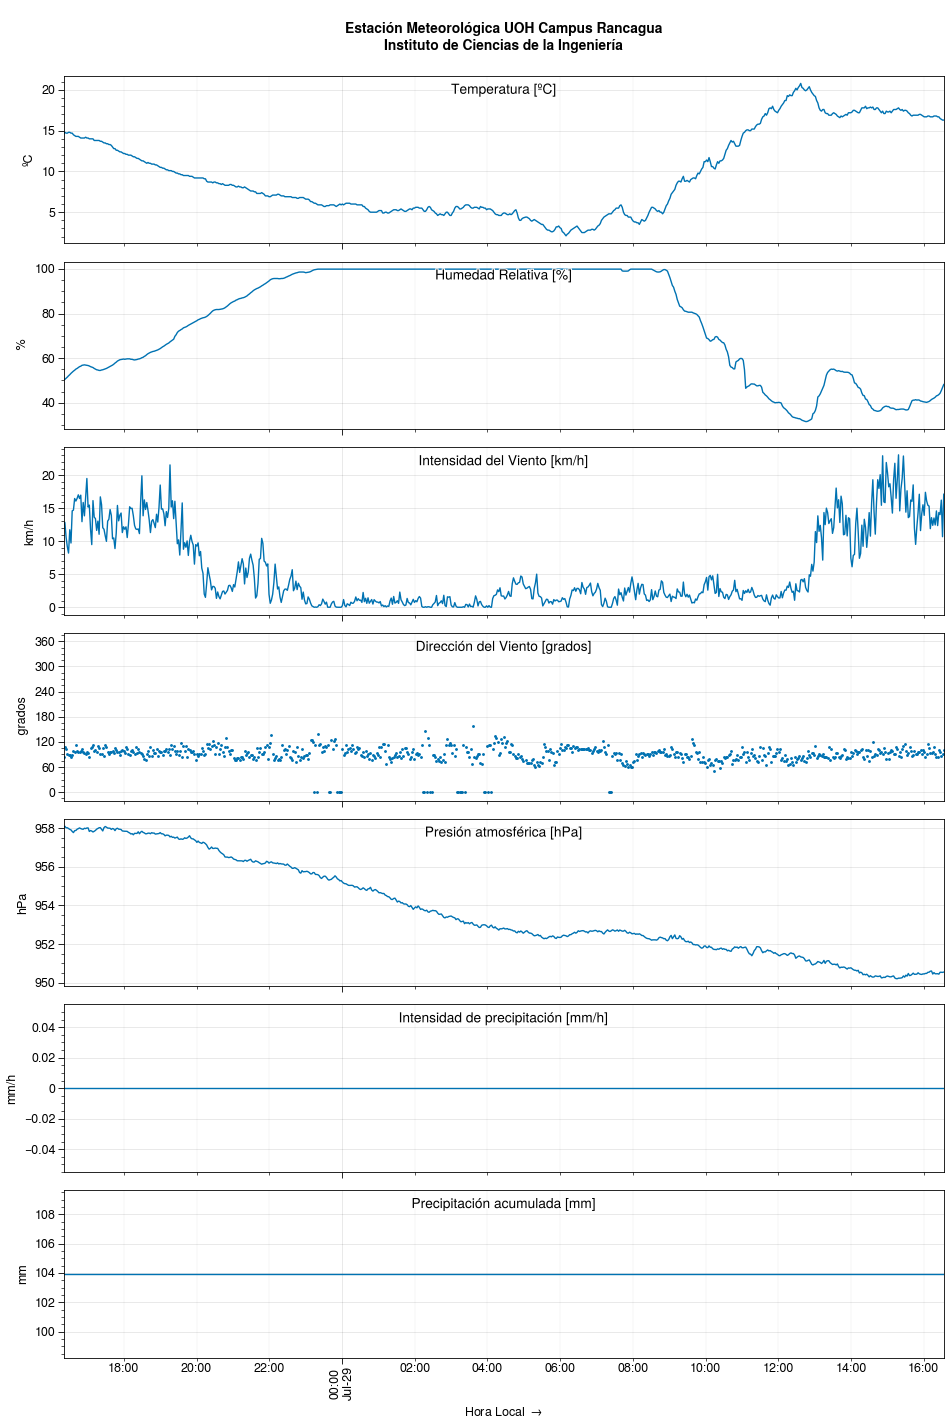 Estación Meteorológica UOH Campus Rancagua
Instituto de Ciencias de la Ingeniería
Temperatura [ºC]
20
15
10
5
ºC
Humedad Relativa [%]
100
80
60
40
%
Intensidad del Viento [km/h]
20
15
10
5
0
km/h
Dirección del Viento [grados]
360
300
240
180
120
60
0
grados
Presión atmosférica [hPa]
958
956
954
952
950
hPa
Intensidad de precipitación [mm/h]
0.04
0.02
0
−0.02
−0.04
mm/h
Precipitación acumulada [mm]
108
106
104
102
100
mm
18:00 20:00 22:00 00:00 02:00 04:00 06:00 08:00 10:00 12:00 14:00 16:00
Jul-29
Hora Local →